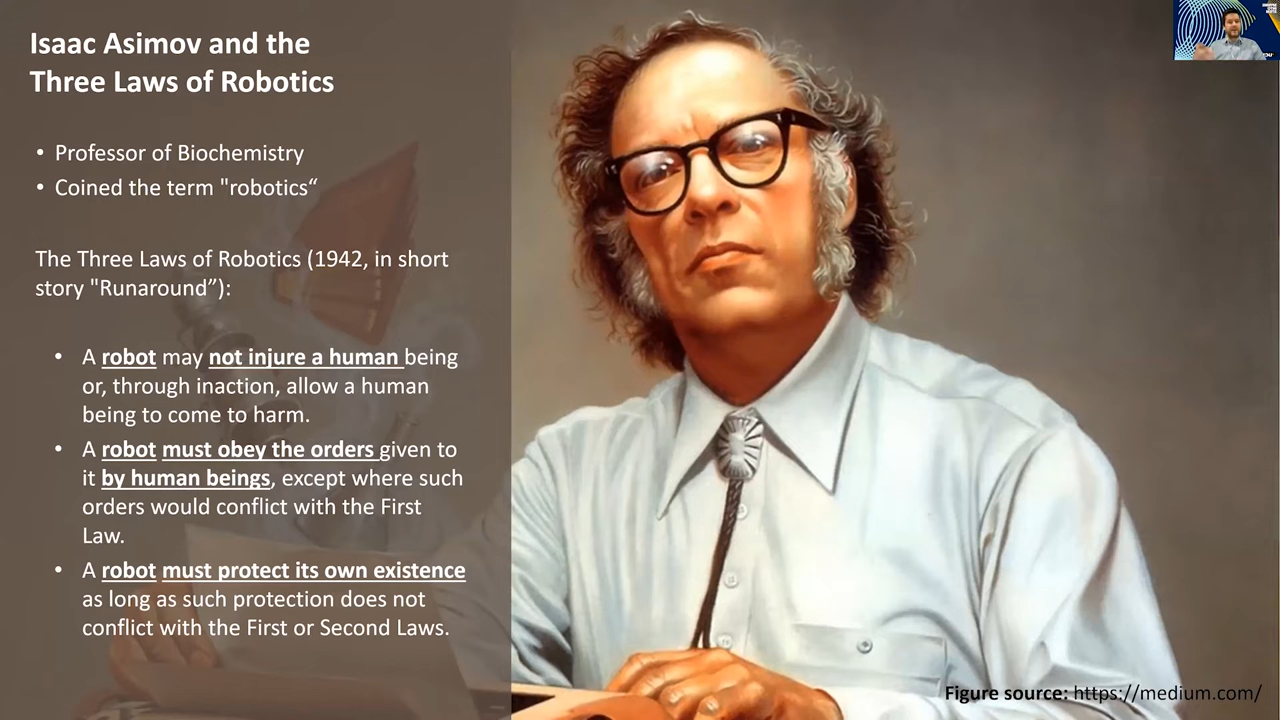 Isaac Asimov and the
Three Laws of Robotics
• Professor of Biochemistry
• Coined the term "robotics“
The Three Laws of Robotics (1942, in short
story "Runaround”):
• A robot may not injure a human being
or, through inaction, allow a human
being to come to harm.
• A robot must obey the orders given to
it by human beings, except where such
orders would conflict with the First
Law.
• A robot must protect its own existence
as long as such protection does not
conflict with the First or Second Laws.
Figure source: https://medium.com/